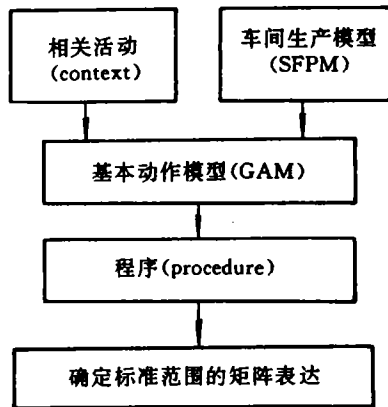 相关活动
(context)
车间生产模型
(SFPM)
基本动作模型(GAM)
程序(procedure)
确定标准范围的矩阵表达